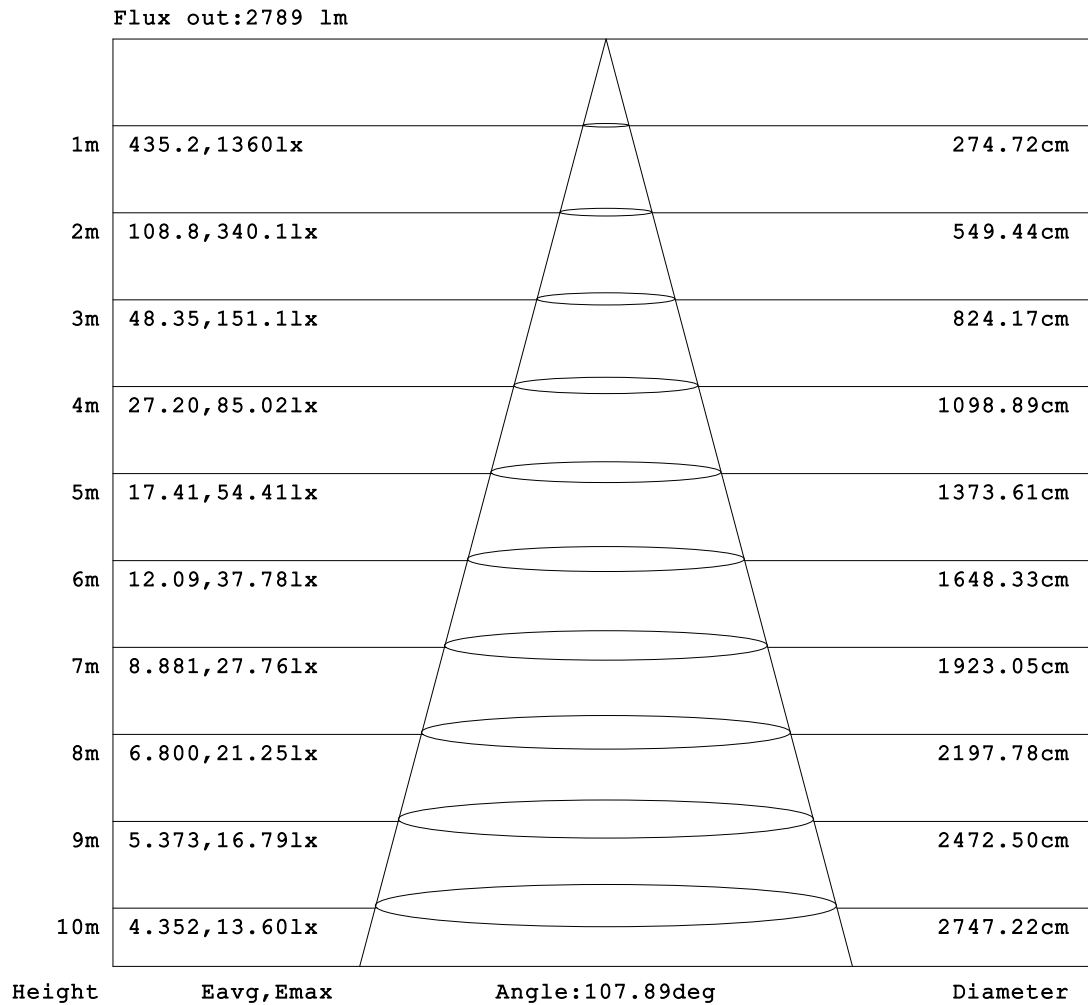 Flux out:2789 lm
1m 435.2,1360lx 274.72cm
2m 108.8,340.1lx 549.44cm
3m 48.35,151.1lx 824.17cm
4m 27.20,85.02lx 1098.89cm
5m 17.41,54.41lx 1373.61cm
6m 12.09,37.78lx 1648.33cm
7m 8.881,27.76lx 1923.05cm
8m 6.800,21.25lx 2197.78cm
9m 5.373,16.79lx 2472.50cm
10m 4.352,13.60lx 2747.22cm
Height Eavg,Emax Angle:107.89deg Diameter